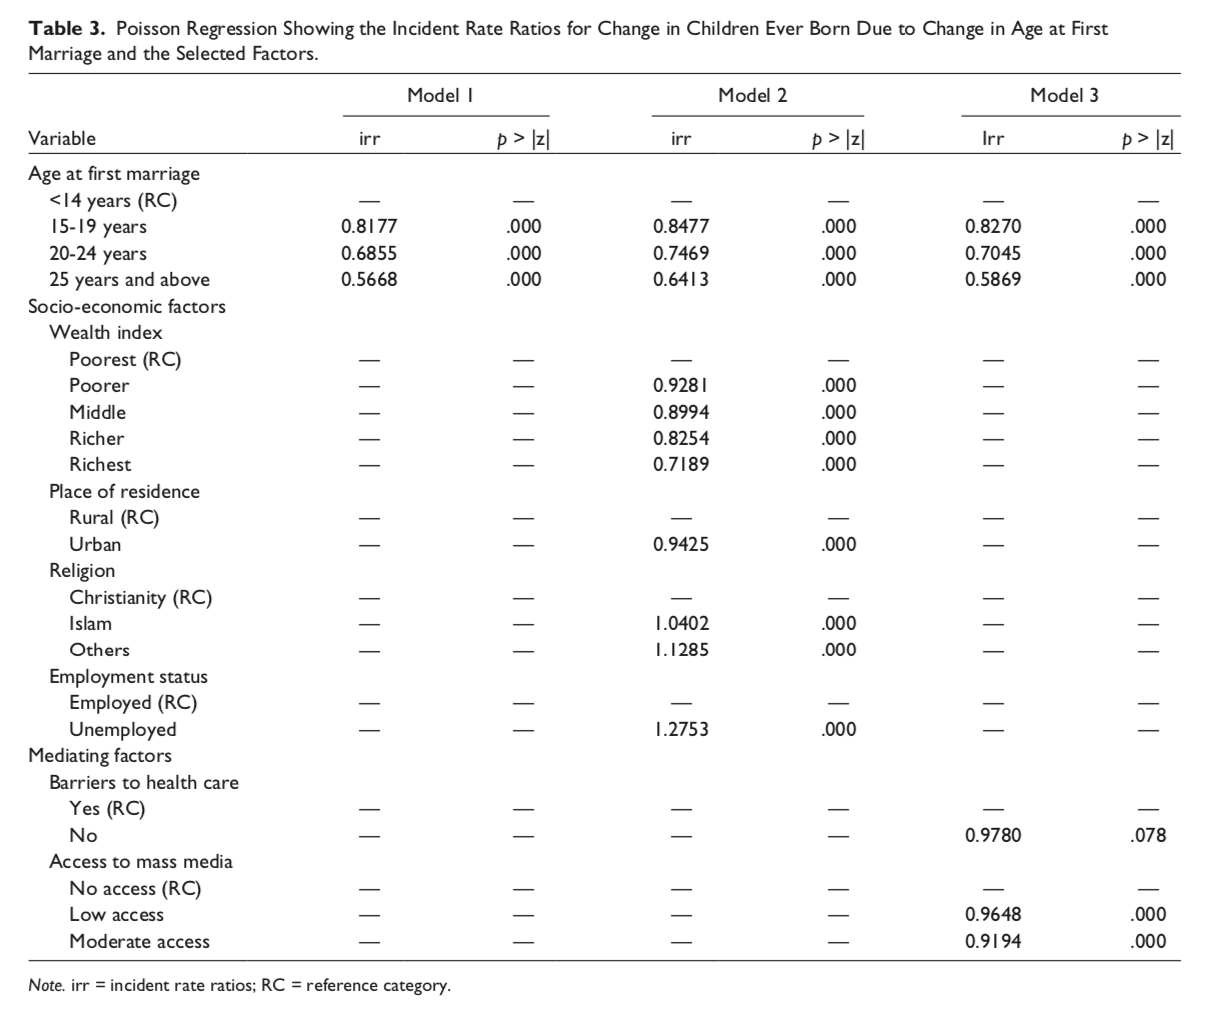 Table 3. Poisson Regression Showing the Incident Rate Ratios for Change in Children Ever Born Due to Change in Age at First
Marriage and the Selected Factors.
Model 1 Model 2 Model 3
Variable irr p > |z| irr p > |z| Irr p > |z|
Age at first marriage
<14 years (RC) — — — — — —
15-19 years 0.8177 .000 0.8477 .000 0.8270 .000
20-24 years 0.6855 .000 0.7469 .000 0.7045 .000
25 years and above 0.5668 .000 0.6413 .000 0.5869 .000
Socio-economic factors
Wealth index
Poorest (RC) — — — — — —
Poorer — — 0.9281 .000 — —
Middle — — 0.8994 .000 — —
Richer — — 0.8254 .000 — —
Richest — — 0.7189 .000 — —
Place of residence
Rural (RC) — — — — — —
Urban — — 0.9425 .000 — —
Religion
Christianity (RC) — — — — — —
Islam — — 1.0402 .000 — —
Others — — 1.1285 .000 — —
Employment status
Employed (RC) — — — — — —
Unemployed — — 1.2753 .000 — —
Mediating factors
Barriers to health care
Yes (RC) — — — — — —
No — — — — 0.9780 .078
Access to mass media
No access (RC) — — — — — —
Low access — — — — 0.9648 .000
Moderate access — — — — 0.9194 .000
Note. irr = incident rate ratios; RC = reference category.